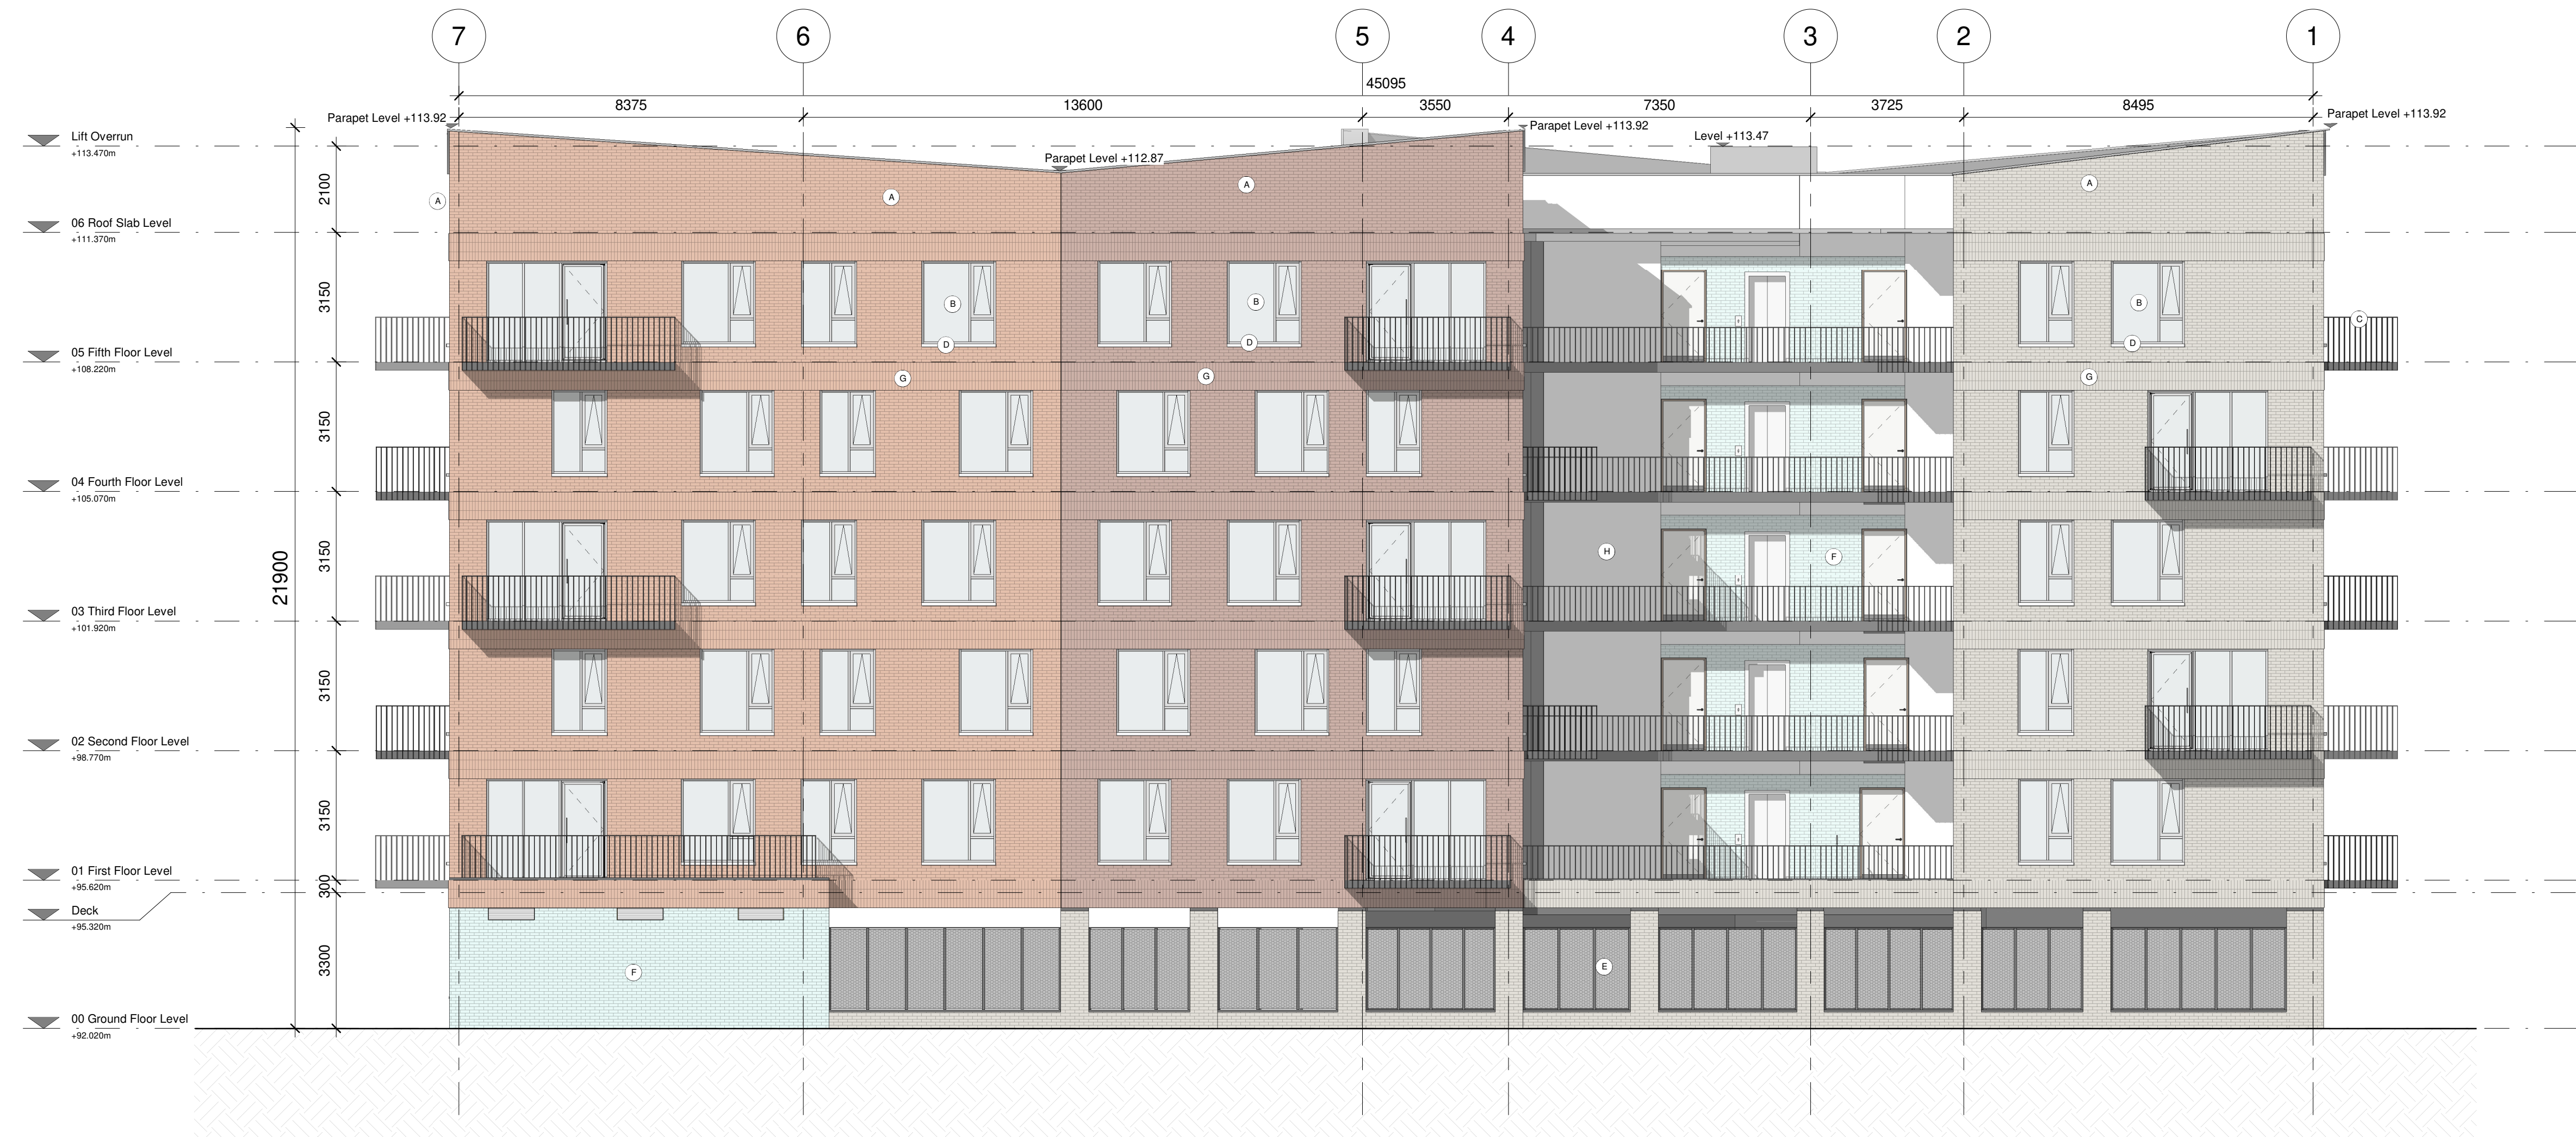 7
6
5
4
3
2
1
45095
8375
13600
3550
7350
3725
8495
Parapet Level +113.92
Parapet Level +113.92
Parapet Level +113.92
Level +113.47
Parapet Level +112.87
Lift Overrun
+113.470m
2100
A
A
A
A
06 Roof Slab Level
+111.370m
3150
B
B
B
C
D
D
D
05 Fifth Floor Level
+108.220m
G
G
G
3150
04 Fourth Floor Level
+105.070m
3150
21900
H
F
03 Third Floor Level
+101.920m
3150
02 Second Floor Level
+98.770m
3150
01 First Floor Level
+95.620m
300
Deck
+95.320m
3300
F
E
00 Ground Floor Level
+92.020m